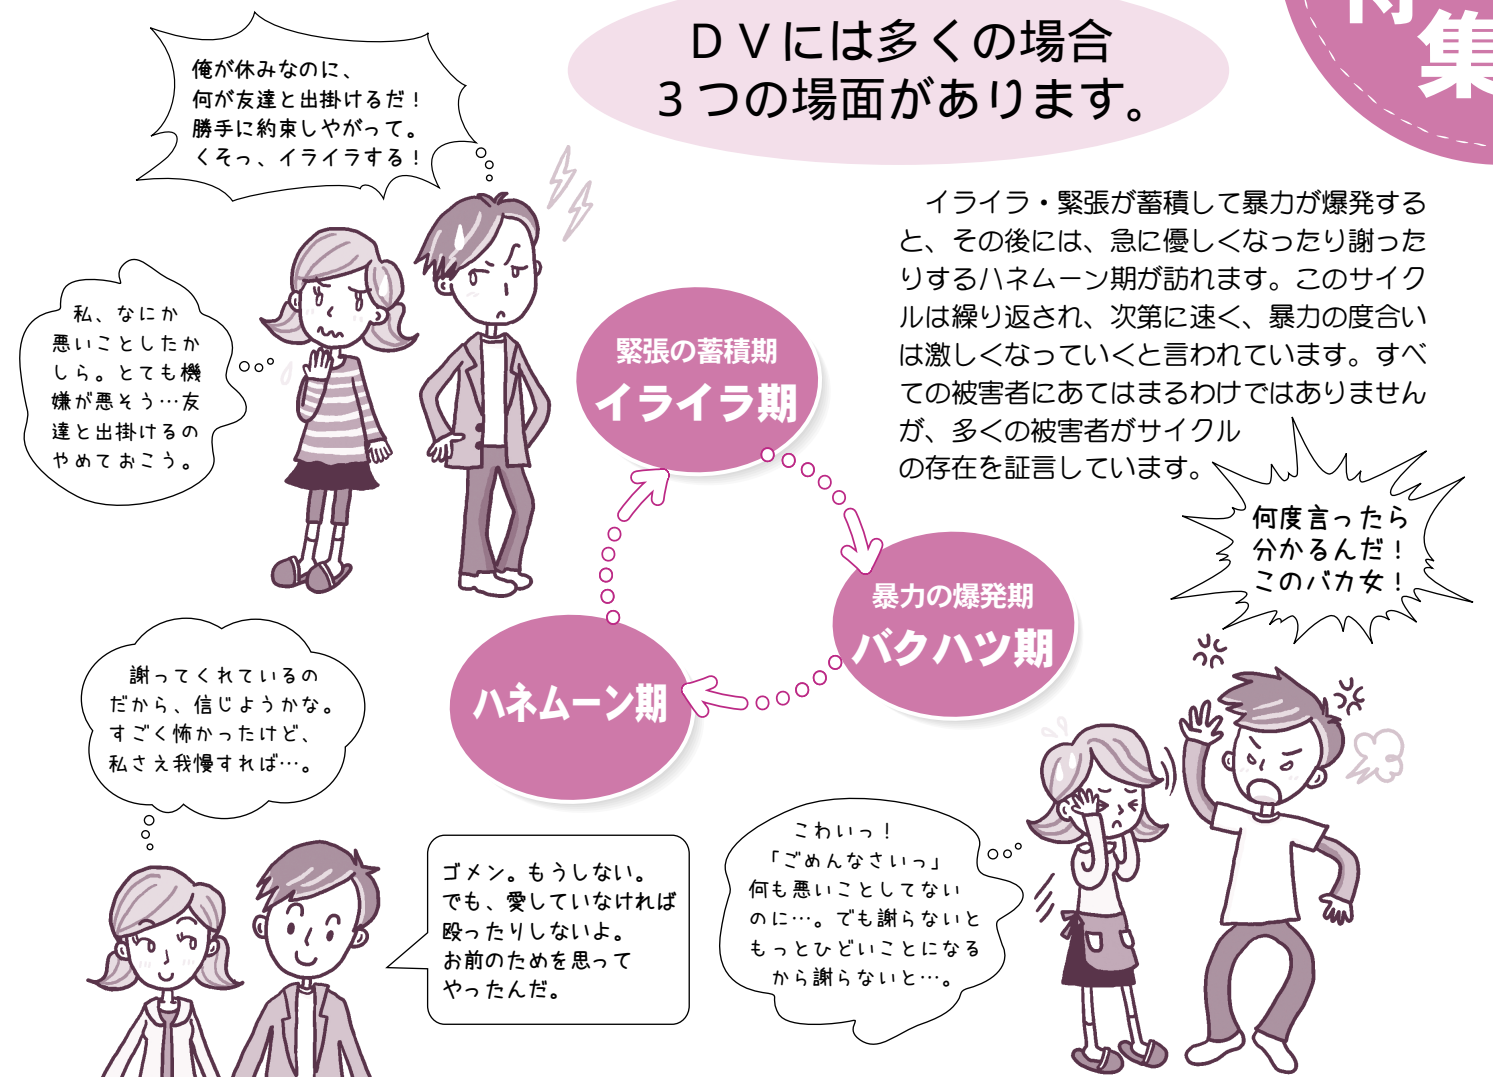 特集
ＤＶには多くの場合
３つの場面があります。
俺が休みなのに、
何が友達と出掛けるだ！
勝手に約束しやがって。
くそっ、イライラする！
私、なにか
悪いことしたか
しら。とても機
嫌が悪そう…友
達と出掛けるの
やめておこう。
イライラ・緊張が蓄積して暴力が爆発する
と、その後には、急に優しくなったり謝った
りするハネムーン期が訪れます。このサイク
ルは繰り返され、次第に速く、暴力の度合い
は激しくなっていくと言われています。すべ
ての被害者にあてはまるわけではありません
が、多くの被害者がサイクル
の存在を証言しています。
緊張の蓄積期
イライラ期
暴力の爆発期
バクハツ期
ハネムーン期
何度言ったら
分かるんだ！
このバカ女！
こわいっ！
「ごめんなさいっ」
何も悪いことしてない
のに…。でも謝らないと
もっとひどいことになる
から謝らないと…。
謝ってくれているの
だから、信じようかな。
すごく怖かったけど、
私さえ我慢すれば…。
ゴメン。もうしない。
でも、愛していなければ
殴ったりしないよ。
お前のためを思って
やったんだ。